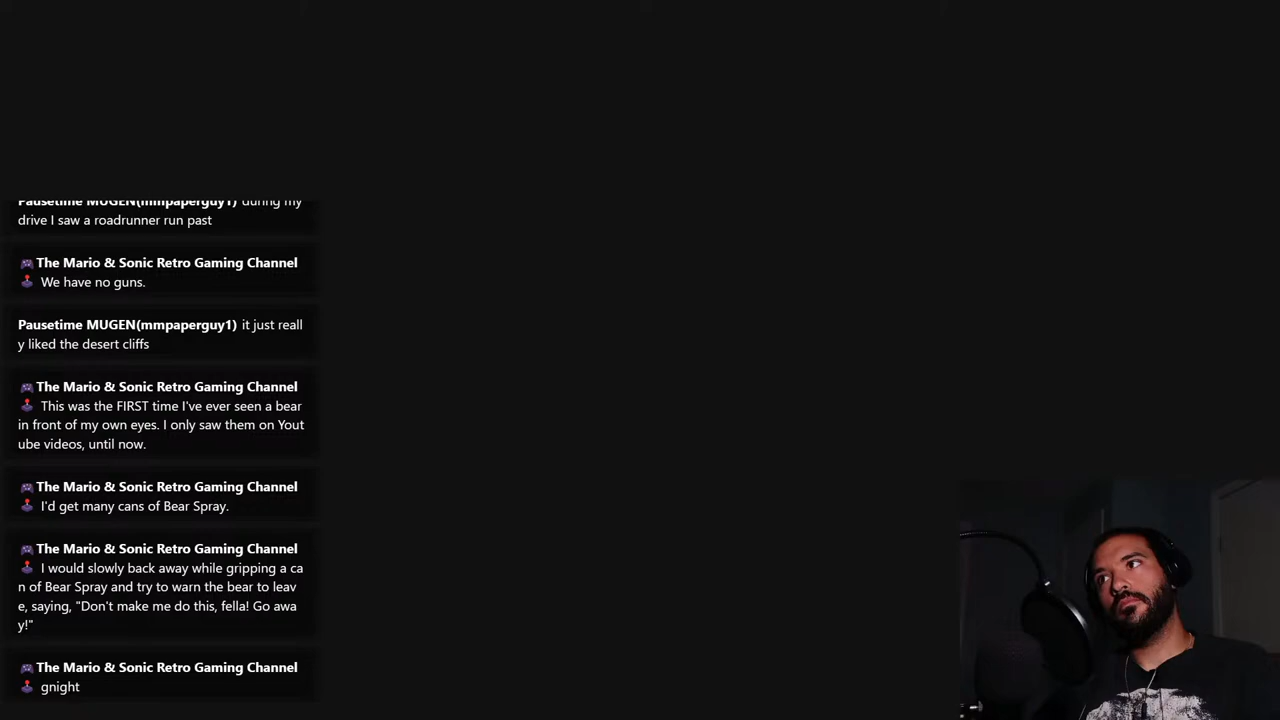 Pausetime MUGEN(mmpaperguy1) during my
drive I saw a roadrunner run past
The Mario & Sonic Retro Gaming Channel
We have no guns.
Pausetime MUGEN(mmpaperguy1) it just reall
y liked the desert cliffs
The Mario & Sonic Retro Gaming Channel
This was the FIRST time I've ever seen a bear
in front of my own eyes. I only saw them on Yout
ube videos, until now.
The Mario & Sonic Retro Gaming Channel
I'd get many cans of Bear Spray.
The Mario & Sonic Retro Gaming Channel
I would slowly back away while gripping a ca
n of Bear Spray and try to warn the bear to leav
e, saying, "Don't make me do this, fella! Go awa
y!"
The Mario & Sonic Retro Gaming Channel
gnight